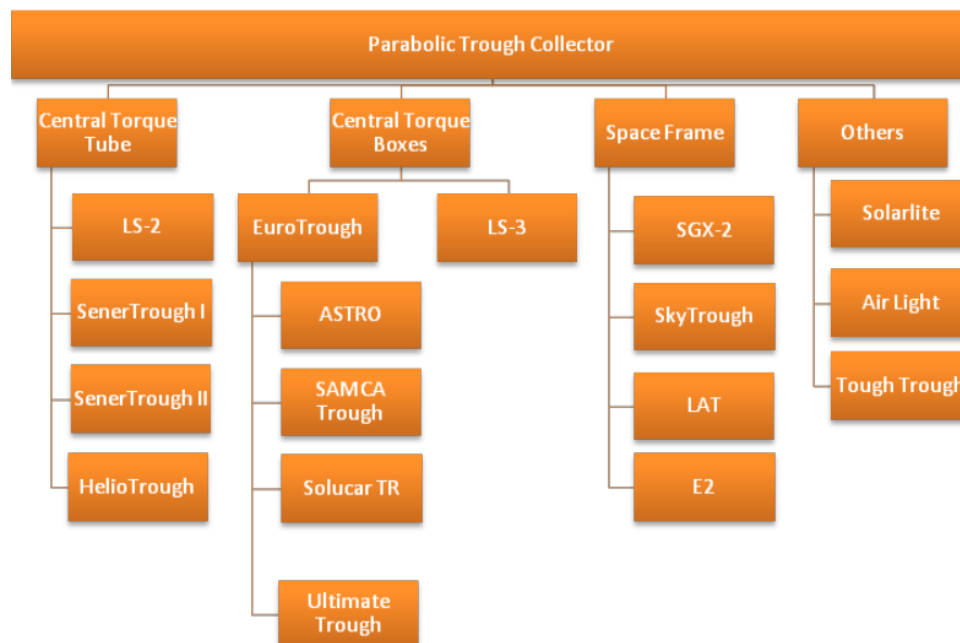 Parabolic Trough Collector
Central Torque
Tube
Central Torque
Boxes
Space Frame
Others
LS-2
SenerTrough I
SenerTrough II
HelioTrough
EuroTrough
LS-3
ASTRO
SAMCA
Trough
Solucar TR
Ultimate
Trough
SGX-2
SkyTrough
LAT
E2
Solarlite
Air Light
Tough Trough